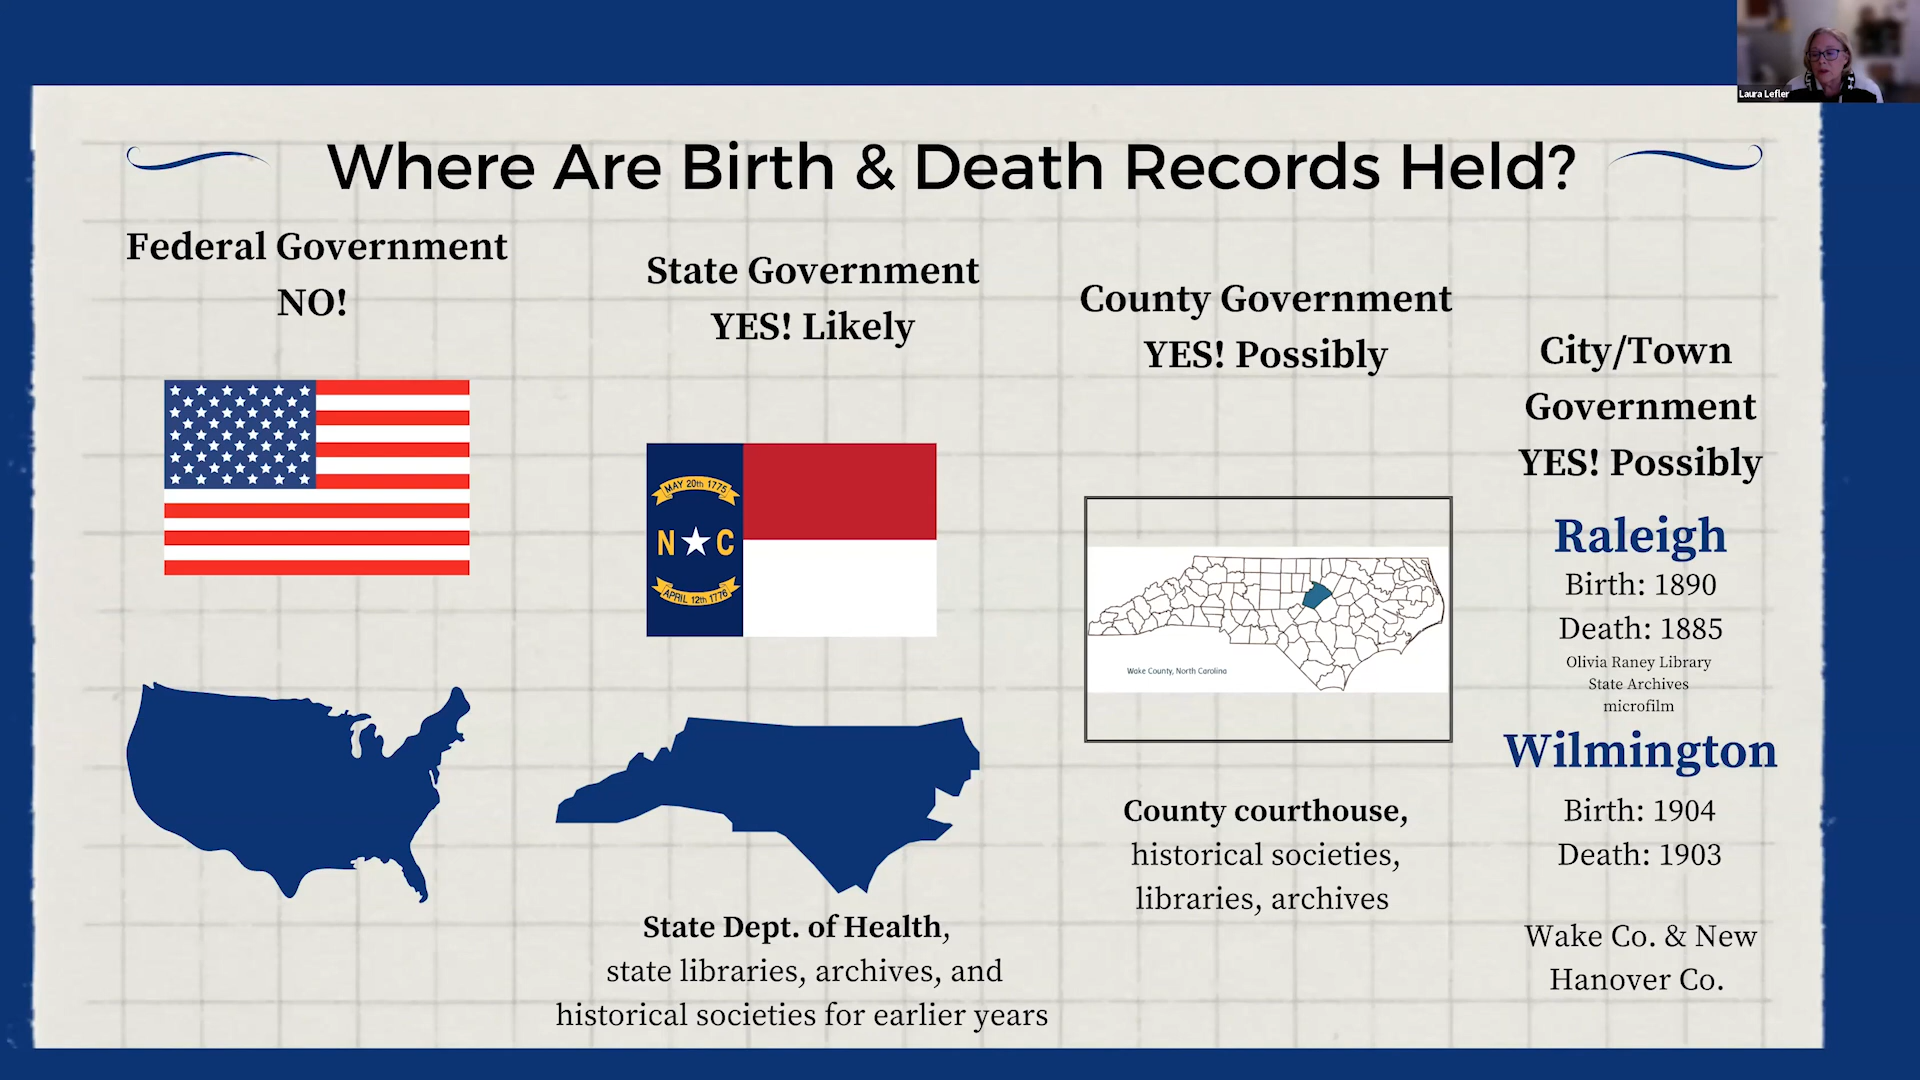 Laura Lefler
Where Are Birth & Death Records Held?
Federal Government
NO!
State Government
YES! Likely
MAY 20th 1775
N C
APRIL 12th 1776
State Dept. of Health,
state libraries, archives, and
historical societies for earlier years
County Government
YES! Possibly
Wake County, North Carolina
County courthouse,
historical societies,
libraries, archives
City/Town
Government
YES! Possibly
Raleigh
Birth: 1890
Death: 1885
Olivia Raney Library
State Archives
microfilm
Wilmington
Birth: 1904
Death: 1903
Wake Co. & New
Hanover Co.